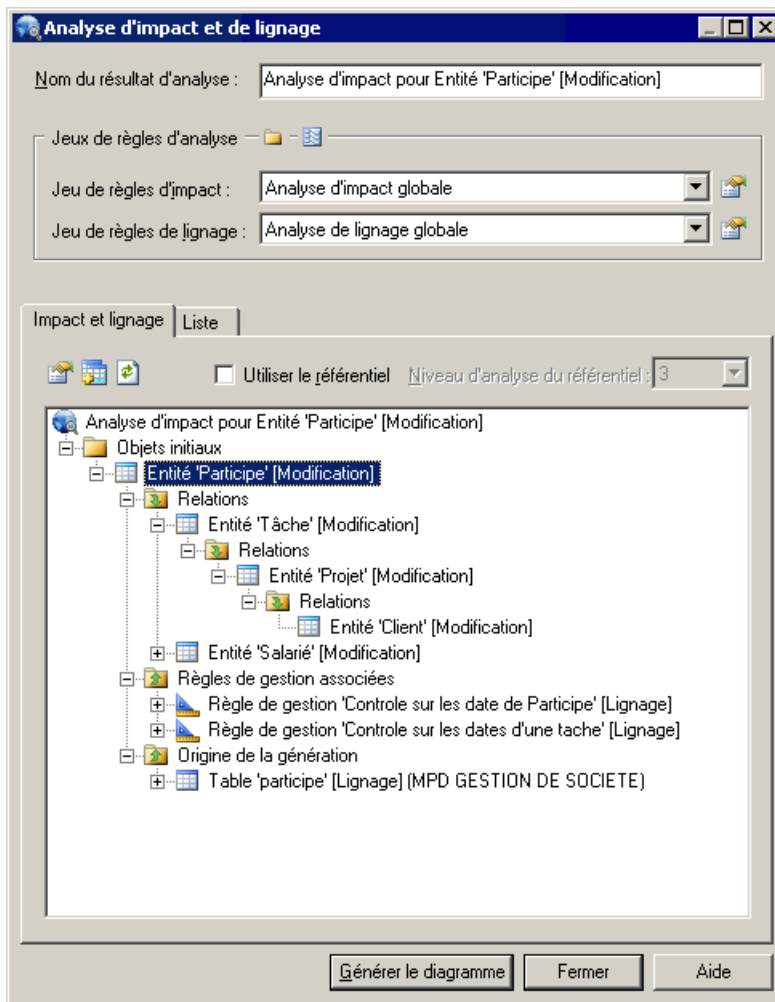 Analyse d'impact et de lignage
Nom du résultat d'analyse : Analyse d'impact pour Entité 'Participe' [Modification]
Jeux de règles d'analyse
Jeu de règles d'impact : Analyse d'impact globale
Jeu de règles de lignage : Analyse de lignage globale
Impact et lignage Liste
Utiliser le référentiel Niveau d'analyse du référentiel : 3
Analyse d'impact pour Entité 'Participe' [Modification]
Objets initiaux
Entité 'Participe' [Modification]
Relations
Entité 'Tâche' [Modification]
Relations
Entité 'Projet' [Modification]
Relations
Entité 'Client' [Modification]
Entité 'Salarié' [Modification]
Règles de gestion associées
Règle de gestion 'Controle sur les date de Participe' [Lignage]
Règle de gestion 'Controle sur les dates d'une tache' [Lignage]
Origine de la génération
Table 'participe' [Lignage] (MPD GESTION DE SOCIETE)
Générer le diagramme Fermer Aide